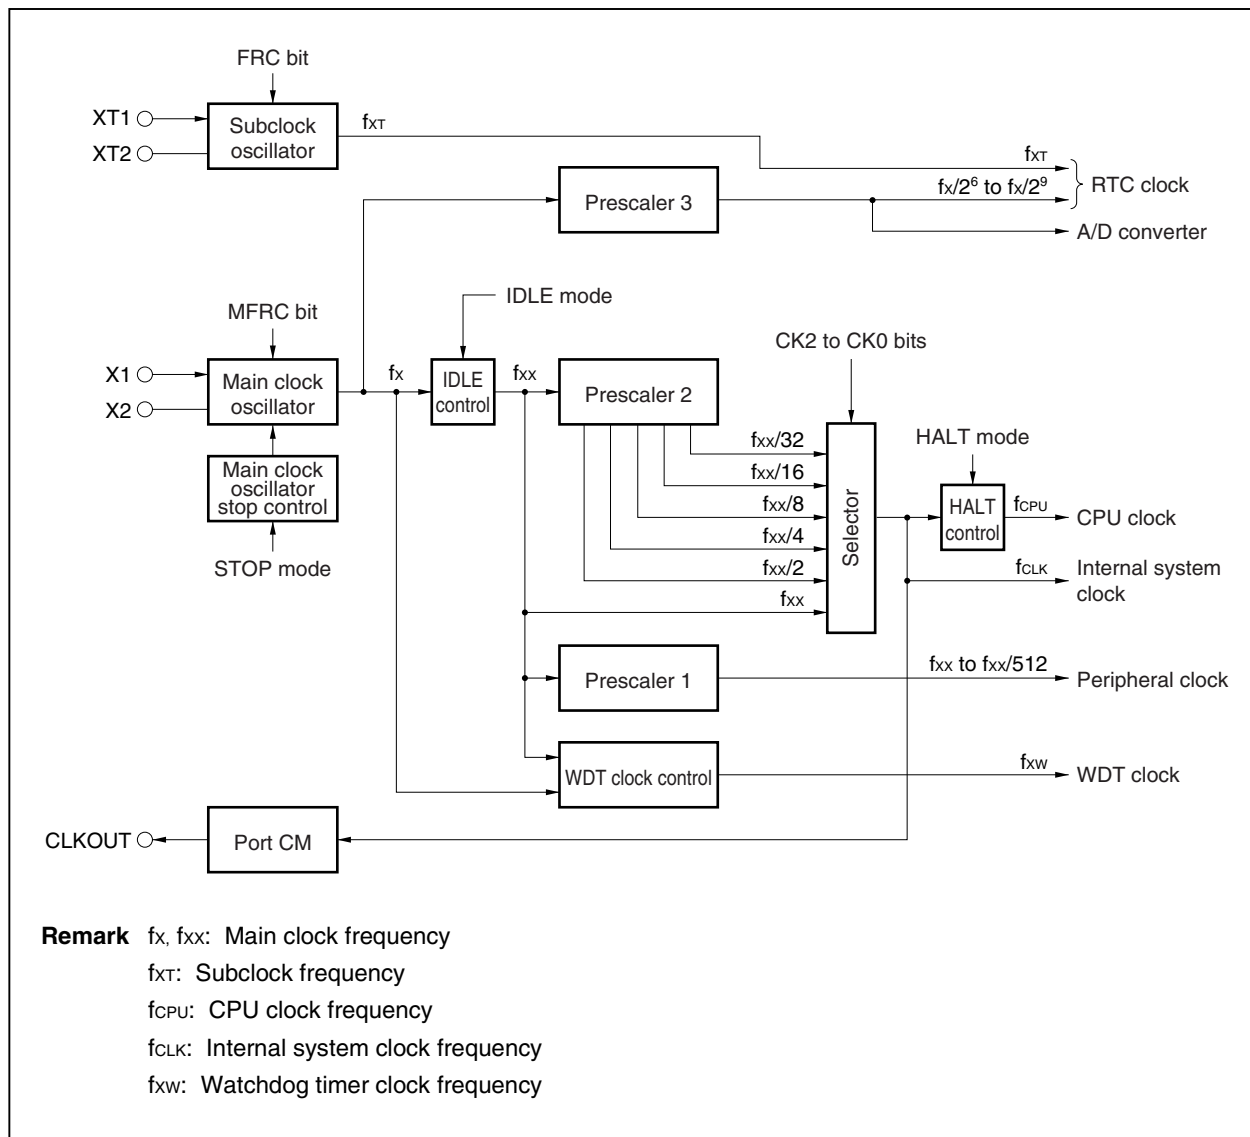 FRC bit
XT1
XT2
Subclock
oscillator
fXT
fXT
fX/2⁶ to fX/2⁹
RTC clock
Prescaler 3
A/D converter
IDLE mode
MFRC bit
X1
X2
Main clock
oscillator
fX
IDLE
control
fXX
Prescaler 2
CK2 to CK0 bits
Main clock
oscillator
stop control
STOP mode
fXX/32
fXX/16
fXX/8
fXX/4
fXX/2
fXX
Selector
HALT mode
HALT
control
fCPU
CPU clock
fCLK
Internal system
clock
Prescaler 1
fXX to fXX/512
Peripheral clock
WDT clock control
fXW
WDT clock
CLKOUT
Port CM
Remark fX, fXX: Main clock frequency
fXT: Subclock frequency
fCPU: CPU clock frequency
fCLK: Internal system clock frequency
fXW: Watchdog timer clock frequency